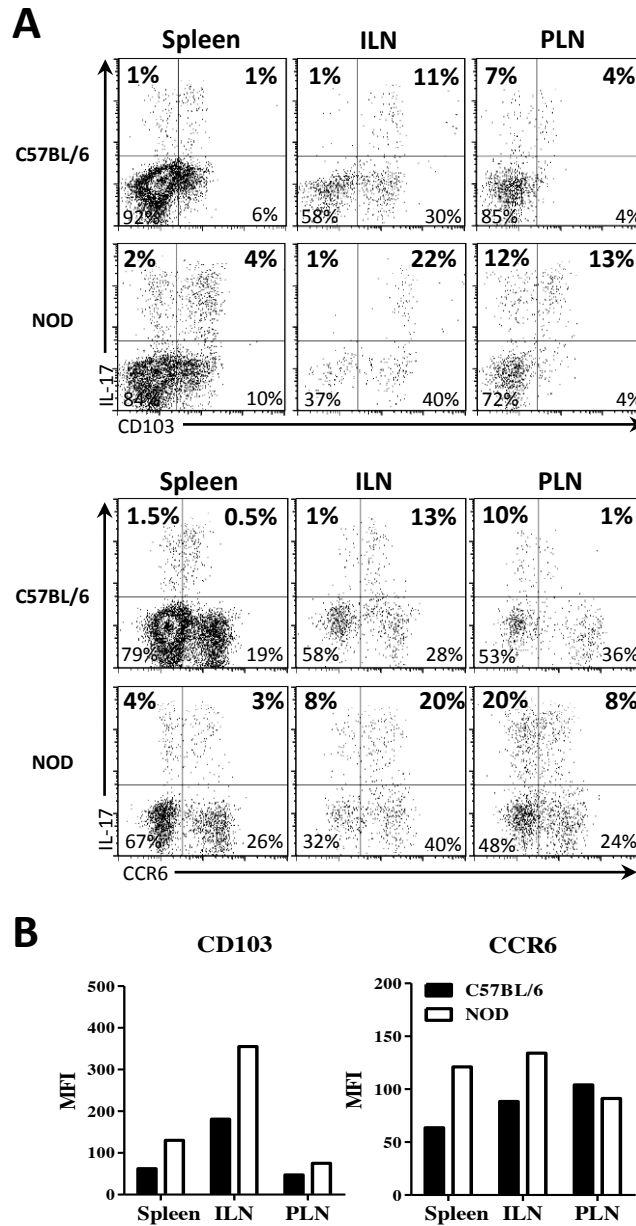 A
Spleen ILN PLN
1% 1% 1% 11% 7% 4%
C57BL/6
92% 6% 58% 30% 85% 4%
2% 4% 1% 22% 12% 13%
NOD
84% 10% 37% 40% 72% 4%
IL-17
CD103
Spleen ILN PLN
1.5% 0.5% 1% 13% 10% 1%
C57BL/6
79% 19% 58% 28% 53% 36%
4% 3% 8% 20% 20% 8%
NOD
67% 26% 32% 40% 48% 24%
IL-17
CCR6
B
CD103 CCR6
500 200
C57BL/6
NOD
400
150
300
MFI MFI
100
200
50
100
0 0
Spleen ILN PLN Spleen ILN PLN